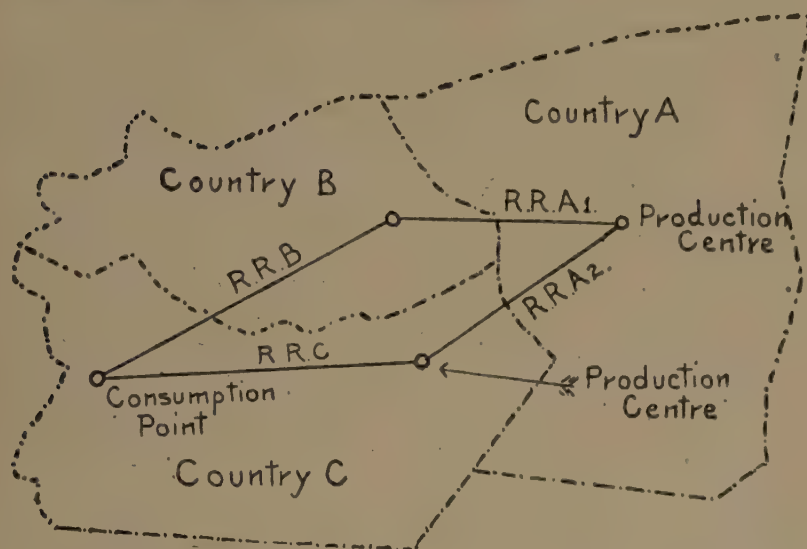 Country A
Country B
R.R.A1.
Production
Centre
R.R.B
R.R.A2.
R.R.C
Production
Centre
Consumption
Point
Country C